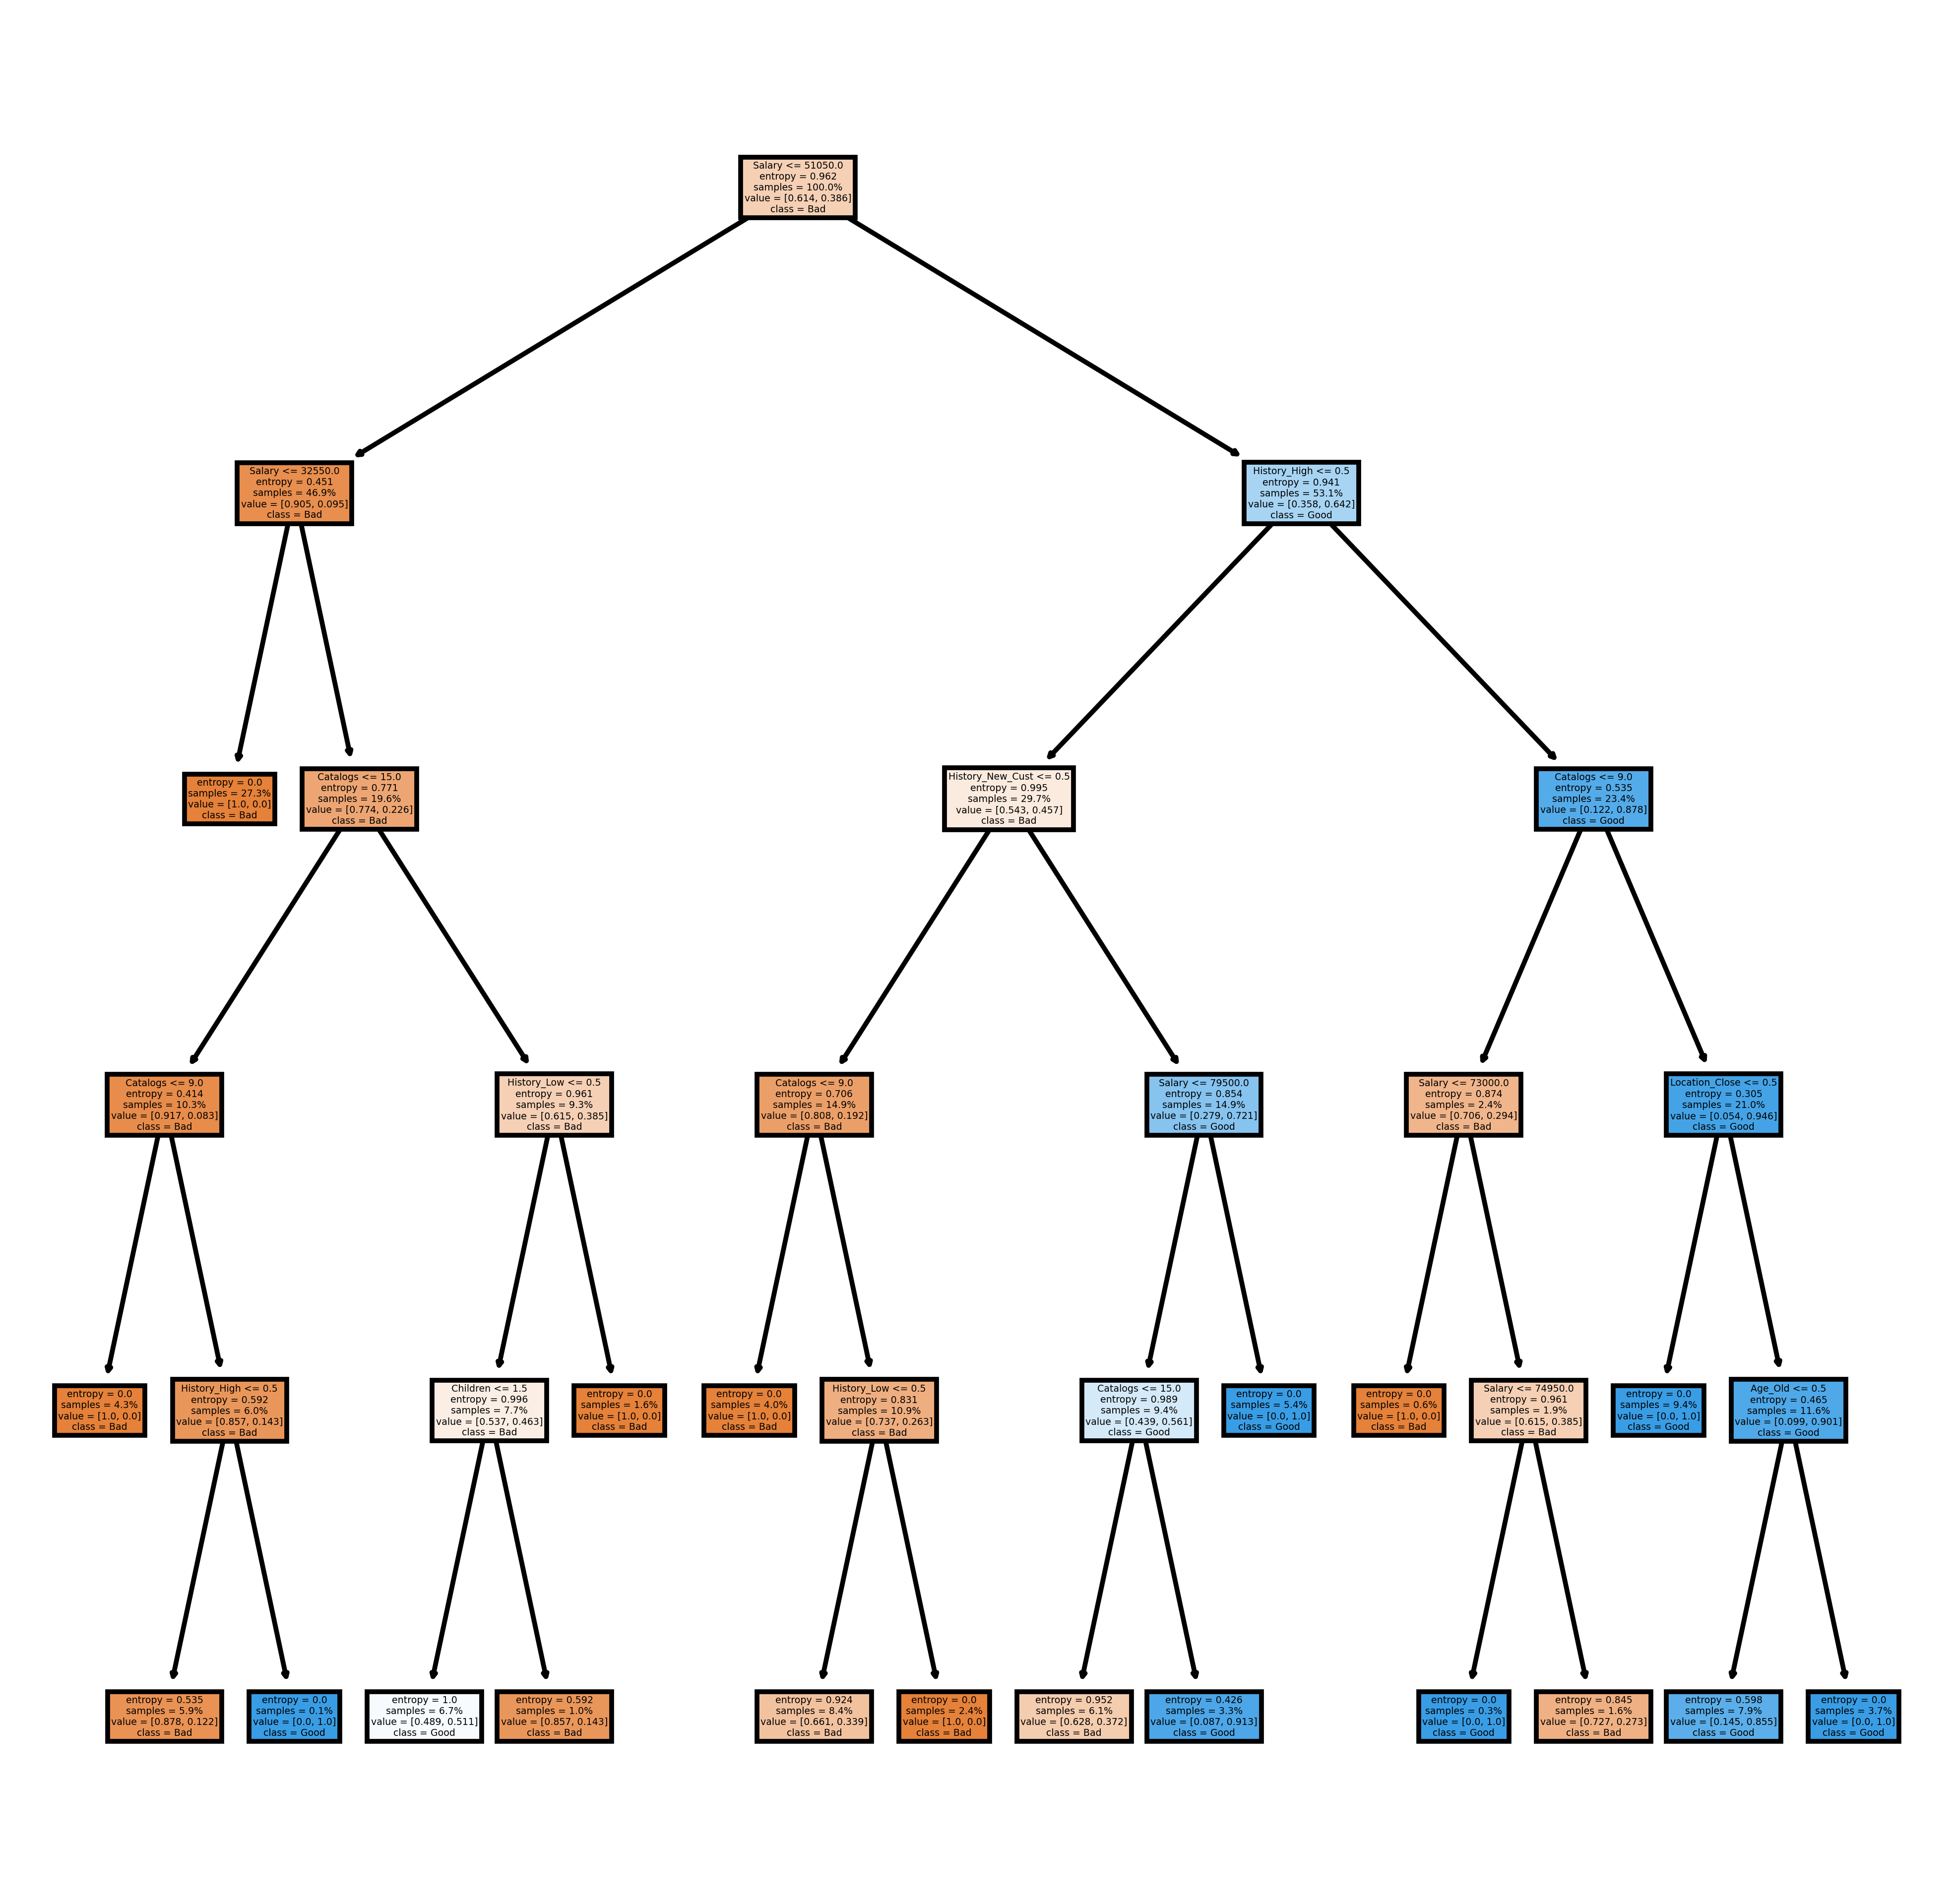 Salary <= 51050.0
entropy = 0.962
samples = 100.0%
value = [0.614, 0.386]
class = Bad
Salary <= 32550.0
entropy = 0.451
samples = 46.9%
value = [0.905, 0.095]
class = Bad
History_High <= 0.5
entropy = 0.941
samples = 53.1%
value = [0.358, 0.642]
class = Good
entropy = 0.0
samples = 27.3%
value = [1.0, 0.0]
class = Bad
Catalogs <= 15.0
entropy = 0.771
samples = 19.6%
value = [0.774, 0.226]
class = Bad
History_New_Cust <= 0.5
entropy = 0.995
samples = 29.7%
value = [0.543, 0.457]
class = Bad
Catalogs <= 9.0
entropy = 0.535
samples = 23.4%
value = [0.122, 0.878]
class = Good
Catalogs <= 9.0
entropy = 0.414
samples = 10.3%
value = [0.917, 0.083]
class = Bad
History_Low <= 0.5
entropy = 0.961
samples = 9.3%
value = [0.615, 0.385]
class = Bad
Catalogs <= 9.0
entropy = 0.706
samples = 14.9%
value = [0.808, 0.192]
class = Bad
Salary <= 79500.0
entropy = 0.854
samples = 14.9%
value = [0.279, 0.721]
class = Good
Salary <= 73000.0
entropy = 0.874
samples = 2.4%
value = [0.706, 0.294]
class = Bad
Location_Close <= 0.5
entropy = 0.305
samples = 21.0%
value = [0.054, 0.946]
class = Good
entropy = 0.0
samples = 4.3%
value = [1.0, 0.0]
class = Bad
History_High <= 0.5
entropy = 0.592
samples = 6.0%
value = [0.857, 0.143]
class = Bad
Children <= 1.5
entropy = 0.996
samples = 7.7%
value = [0.537, 0.463]
class = Bad
entropy = 0.0
samples = 1.6%
value = [1.0, 0.0]
class = Bad
entropy = 0.0
samples = 4.0%
value = [1.0, 0.0]
class = Bad
History_Low <= 0.5
entropy = 0.831
samples = 10.9%
value = [0.737, 0.263]
class = Bad
Catalogs <= 15.0
entropy = 0.989
samples = 9.4%
value = [0.439, 0.561]
class = Good
entropy = 0.0
samples = 5.4%
value = [0.0, 1.0]
class = Good
entropy = 0.0
samples = 0.6%
value = [1.0, 0.0]
class = Bad
Salary <= 74950.0
entropy = 0.961
samples = 1.9%
value = [0.615, 0.385]
class = Bad
entropy = 0.0
samples = 9.4%
value = [0.0, 1.0]
class = Good
Age_Old <= 0.5
entropy = 0.465
samples = 11.6%
value = [0.099, 0.901]
class = Good
entropy = 0.535
samples = 5.9%
value = [0.878, 0.122]
class = Bad
entropy = 0.0
samples = 0.1%
value = [0.0, 1.0]
class = Good
entropy = 1.0
samples = 6.7%
value = [0.489, 0.511]
class = Good
entropy = 0.592
samples = 1.0%
value = [0.857, 0.143]
class = Bad
entropy = 0.924
samples = 8.4%
value = [0.661, 0.339]
class = Bad
entropy = 0.0
samples = 2.4%
value = [1.0, 0.0]
class = Bad
entropy = 0.952
samples = 6.1%
value = [0.628, 0.372]
class = Bad
entropy = 0.426
samples = 3.3%
value = [0.087, 0.913]
class = Good
entropy = 0.0
samples = 0.3%
value = [0.0, 1.0]
class = Good
entropy = 0.845
samples = 1.6%
value = [0.727, 0.273]
class = Bad
entropy = 0.598
samples = 7.9%
value = [0.145, 0.855]
class = Good
entropy = 0.0
samples = 3.7%
value = [0.0, 1.0]
class = Good